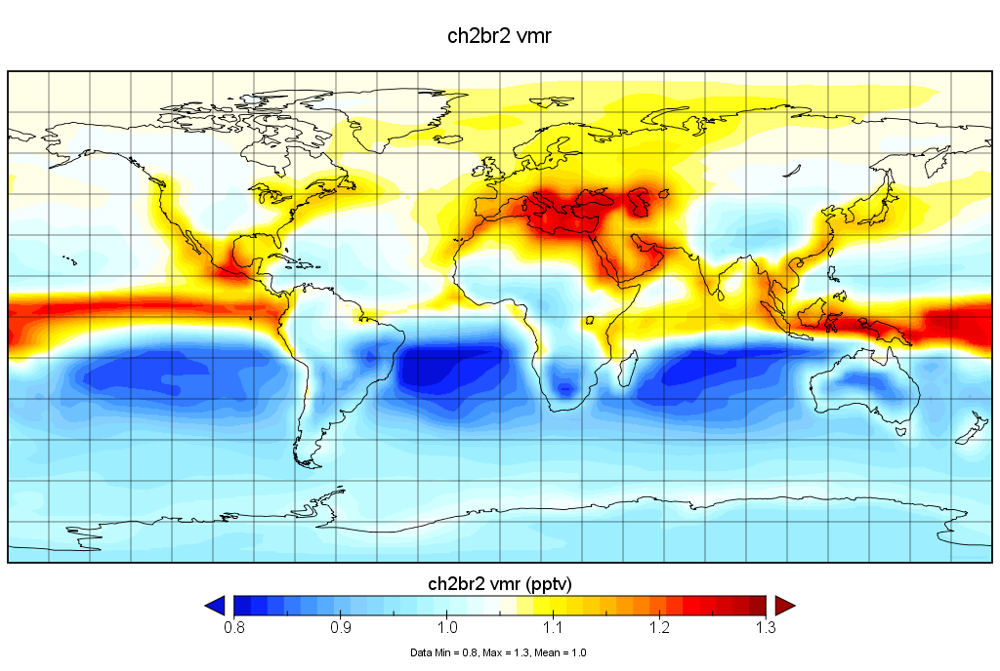 ch2br2 vmr
ch2br2 vmr (pptv)
0.8 0.9 1.0 1.1 1.2 1.3
Data Min = 0.8, Max = 1.3, Mean = 1.0